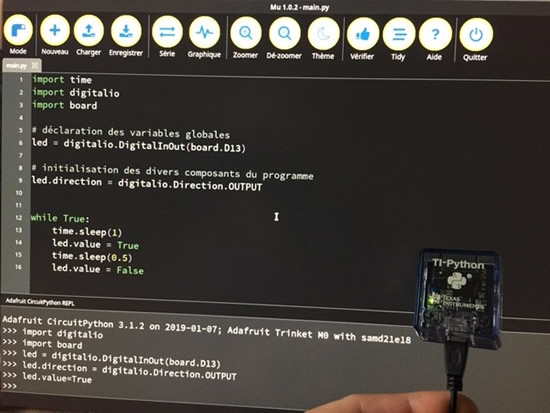 Mu 1.0.2 - main.py
Mode Nouveau Charger Enregistrer Série Graphique Zoomer Dé-zoomer Thème Vérifier Tidy Aide Quitter
main.py
1 import time
2 import digitalio
3 import board
4
5 # déclaration des variables globales
6 led = digitalio.DigitalInOut(board.D13)
7
8 # initialisation des divers composants du programme
9 led.direction = digitalio.Direction.OUTPUT
10
11
12 while True:
13 time.sleep(1)
14 led.value = True
15 time.sleep(0.5)
16 led.value = False
TI-Python
TEXAS INSTRUMENTS
Adafruit CircuitPython REPL
Adafruit CircuitPython 3.1.2 on 2019-01-07; Adafruit Trinket M0 with samd21e18
>>> import digitalio
>>> import board
>>> led = digitalio.DigitalInOut(board.D13)
>>> led.direction = digitalio.Direction.OUTPUT
>>> led.value=True
>>>